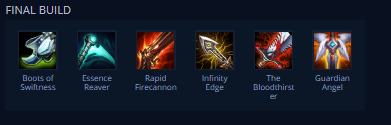 FINAL BUILD
Boots of
Swiftness
Essence
Reaver
Rapid
Firecannon
Infinity
Edge
The
Bloodthirst
er
Guardian
Angel